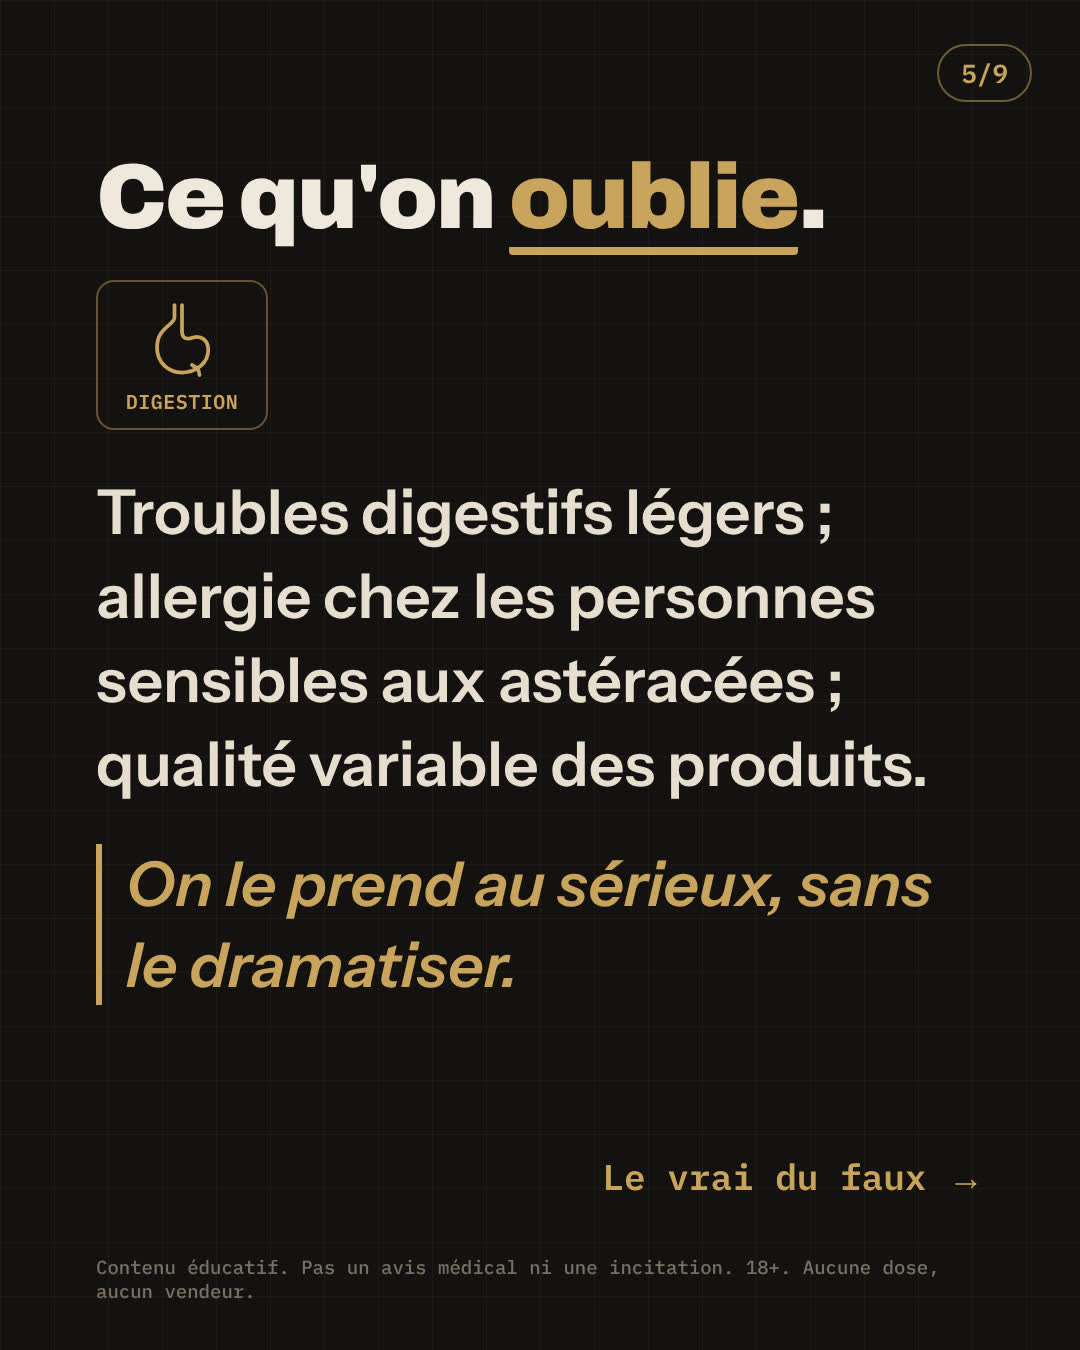 5/9
Ce qu'on oublie.
DIGESTION
Troubles digestifs légers ;
allergie chez les personnes
sensibles aux astéracées ;
qualité variable des produits.
On le prend au sérieux, sans
le dramatiser.
Le vrai du faux →
Contenu éducatif. Pas un avis médical ni une incitation. 18+. Aucune dose,
aucun vendeur.